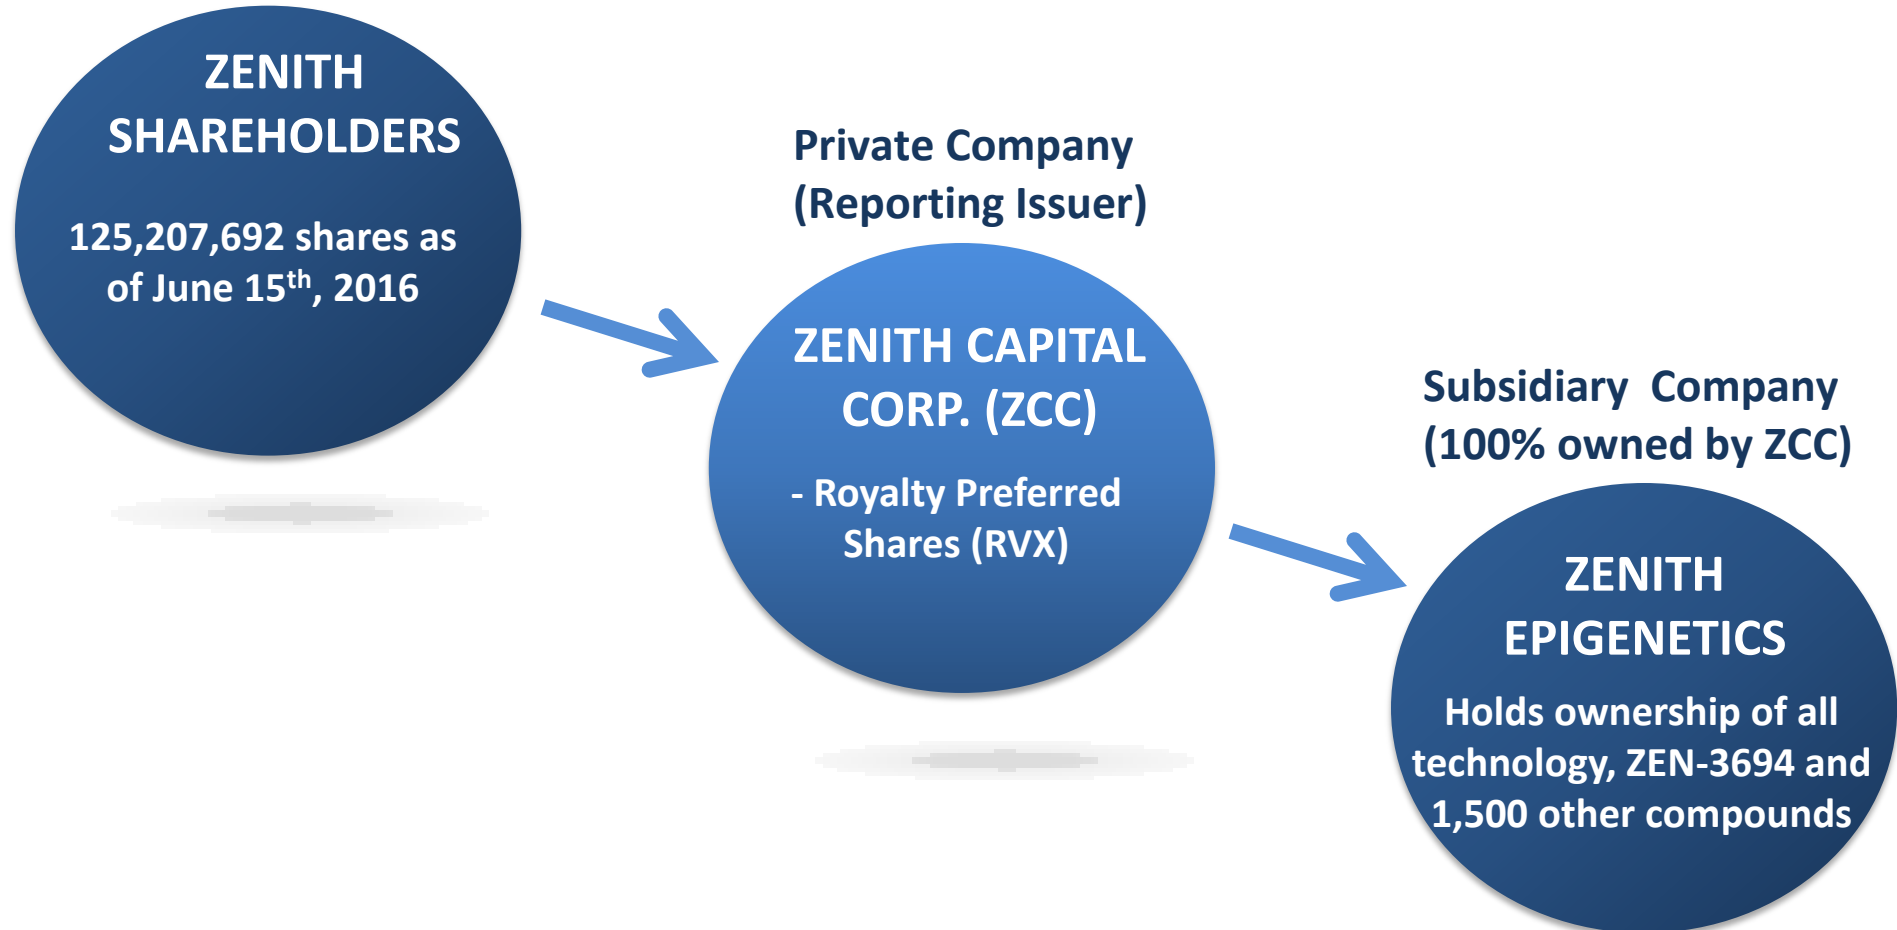 ZENITH
SHAREHOLDERS
125,207,692 shares as
of June 15th, 2016
Private Company
(Reporting Issuer)
ZENITH CAPITAL
CORP. (ZCC)
- Royalty Preferred
Shares (RVX)
Subsidiary  Company
(100% owned by ZCC)
ZENITH
EPIGENETICS
Holds ownership of all
technology, ZEN-3694 and
1,500 other compounds